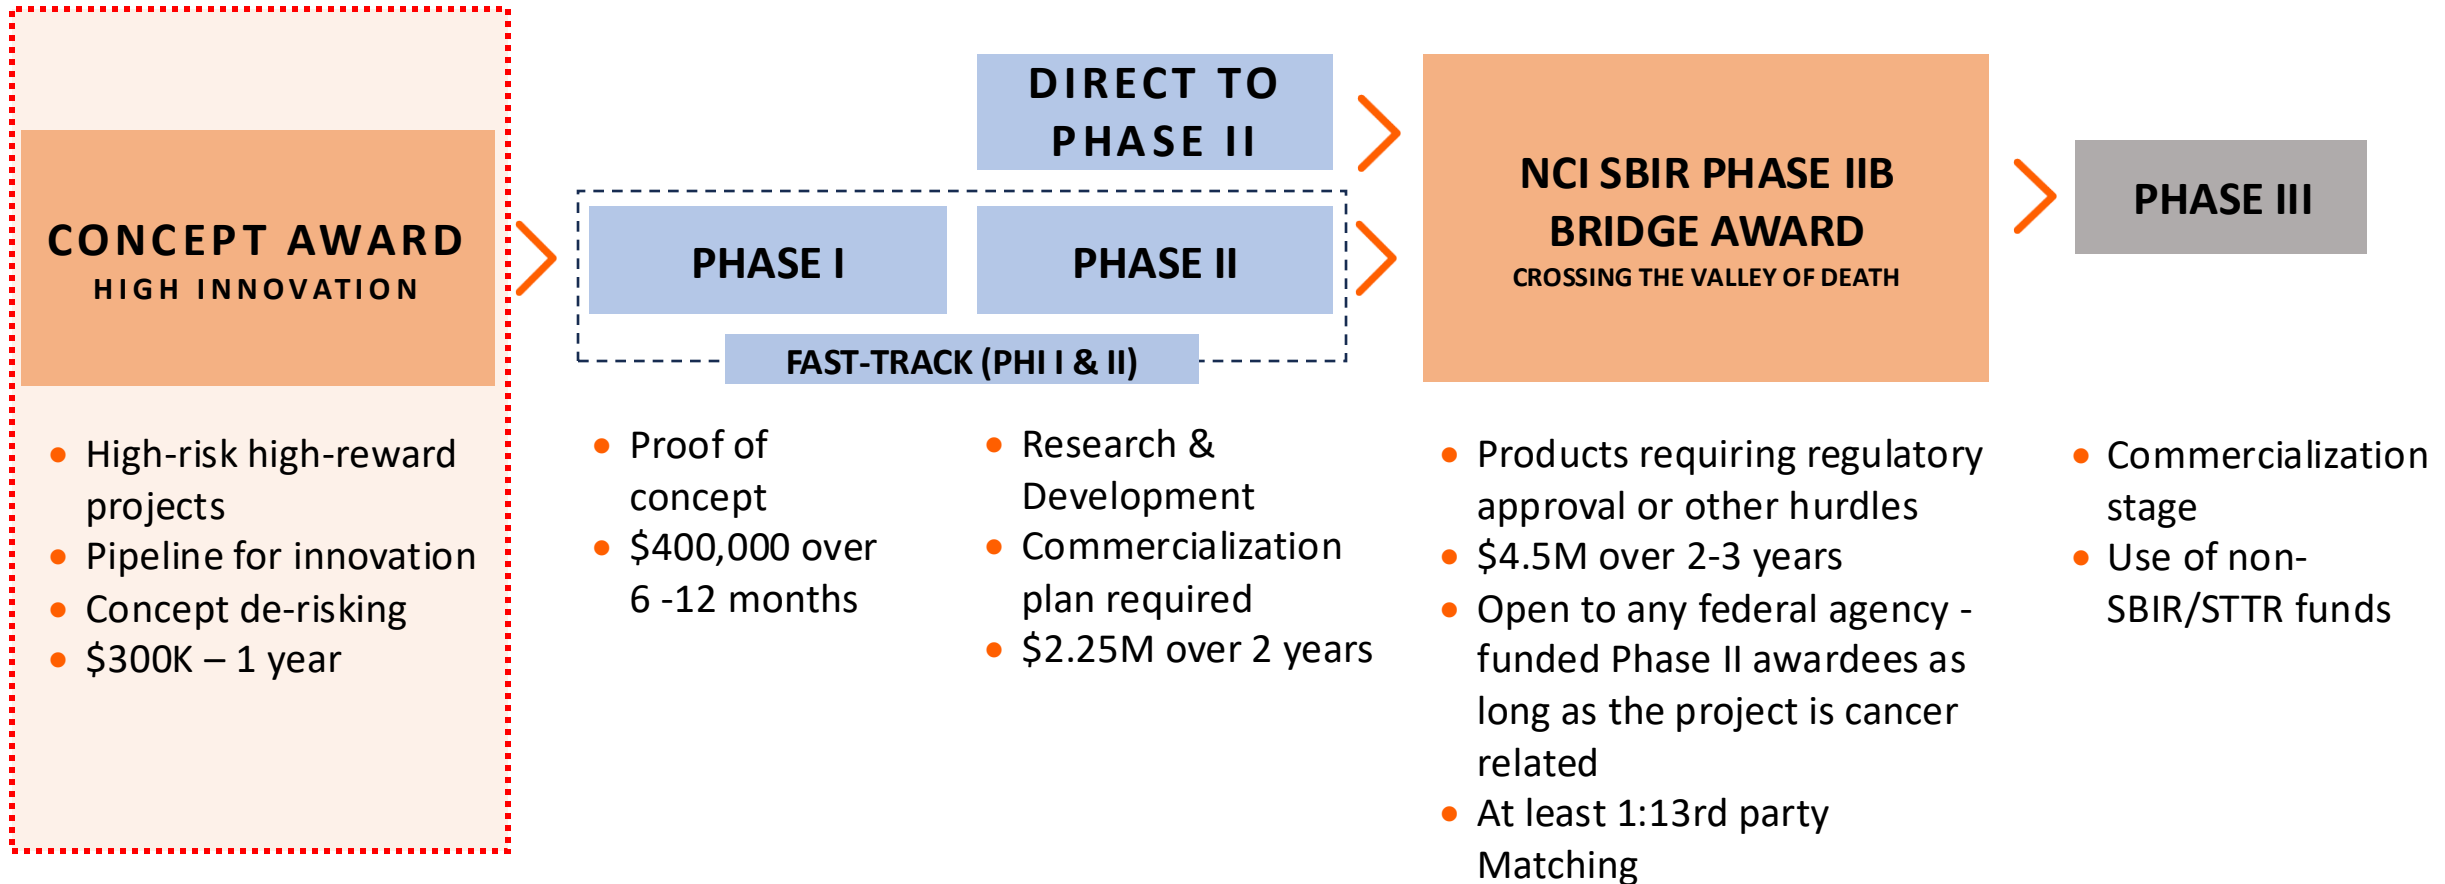 CONCEPT AWARD
HIGH INNOVATION
• High-risk high-reward
projects
• Pipeline for innovation
• Concept de-risking
• $300K – 1 year
DIRECT TO
PHASE II
PHASE I
PHASE II
FAST-TRACK (PHI I & II)
• Proof of
concept
• $400,000 over
6 -12 months
• Research &
Development
• Commercialization
plan required
• $2.25M over 2 years
NCI SBIR PHASE IIB
BRIDGE AWARD
CROSSING THE VALLEY OF DEATH
• Products requiring regulatory
approval or other hurdles
• $4.5M over 2-3 years
• Open to any federal agency -
funded Phase II awardees as
long as the project is cancer
related
• At least 1:13rd party
Matching
PHASE III
• Commercialization
stage
• Use of non-
SBIR/STTR funds